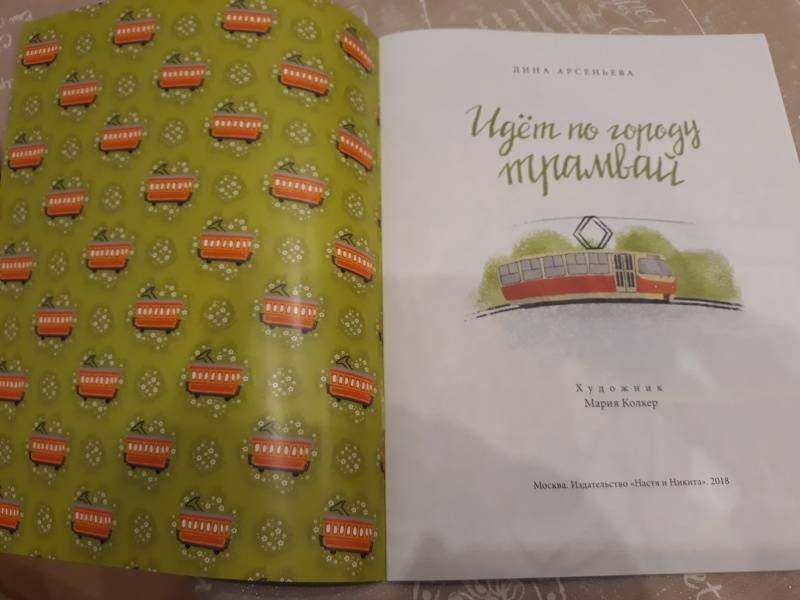 ДИНА АРСЕНЬЕВА
Идёт по городу
трамвай
Художник
Мария Колкер
Москва. Издательство «Настя и Никита». 2018